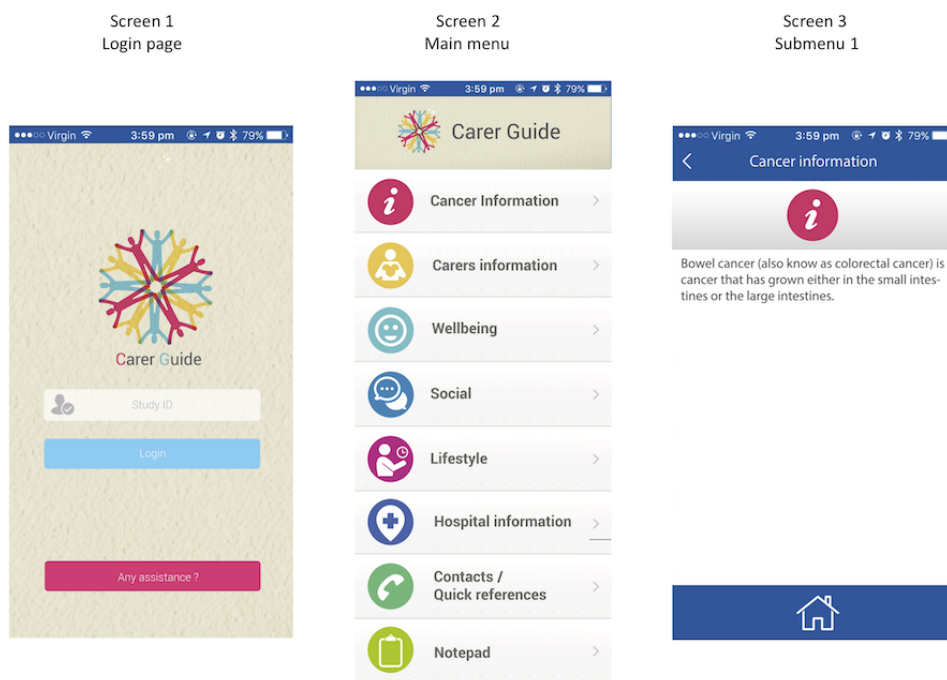 Screen 1
Login page
Virgin 3:59 pm 79%
Carer Guide
Study ID
Login
Any assistance ?
Screen 2
Main menu
Virgin 3:59 pm 79%
Carer Guide
Cancer Information
Carers information
Wellbeing
Social
Lifestyle
Hospital information
Contacts /
Quick references
Notepad
Screen 3
Submenu 1
Virgin 3:59 pm 79%
Cancer information
i
Bowel cancer (also know as colorectal cancer) is
cancer that has grown either in the small intes-
tines or the large intestines.